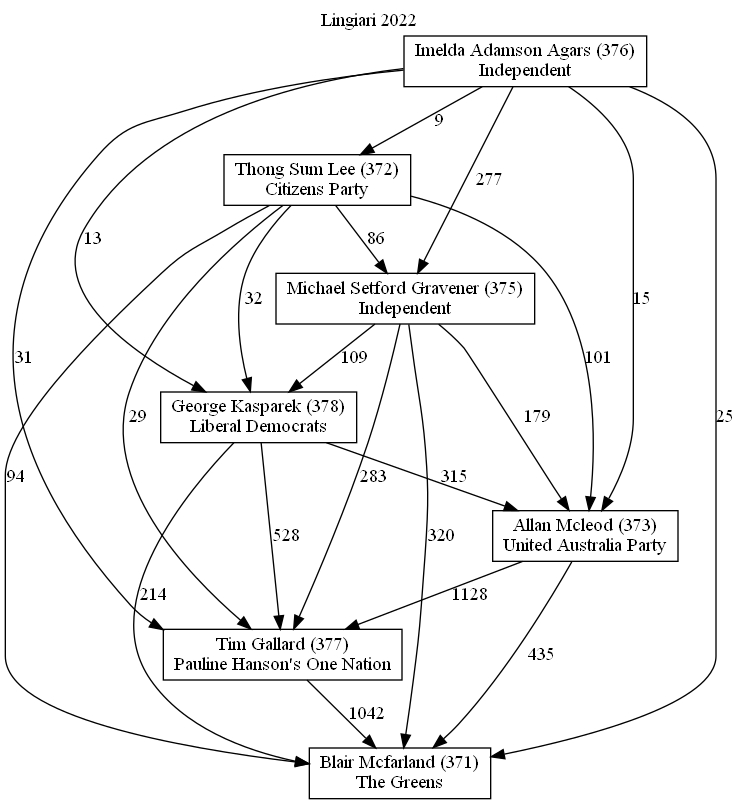 Lingiari 2022
Imelda Adamson Agars (376)
Independent
9
Thong Sum Lee (372)
Citizens Party
277
13
86
Michael Setford Gravener (375)
Independent
32
15
31
109
101
George Kasparek (378)
Liberal Democrats
29
179
25
94
283
315
528
320
Allan Mcleod (373)
United Australia Party
214
1128
Tim Gallard (377)
Pauline Hanson's One Nation
435
1042
Blair Mcfarland (371)
The Greens